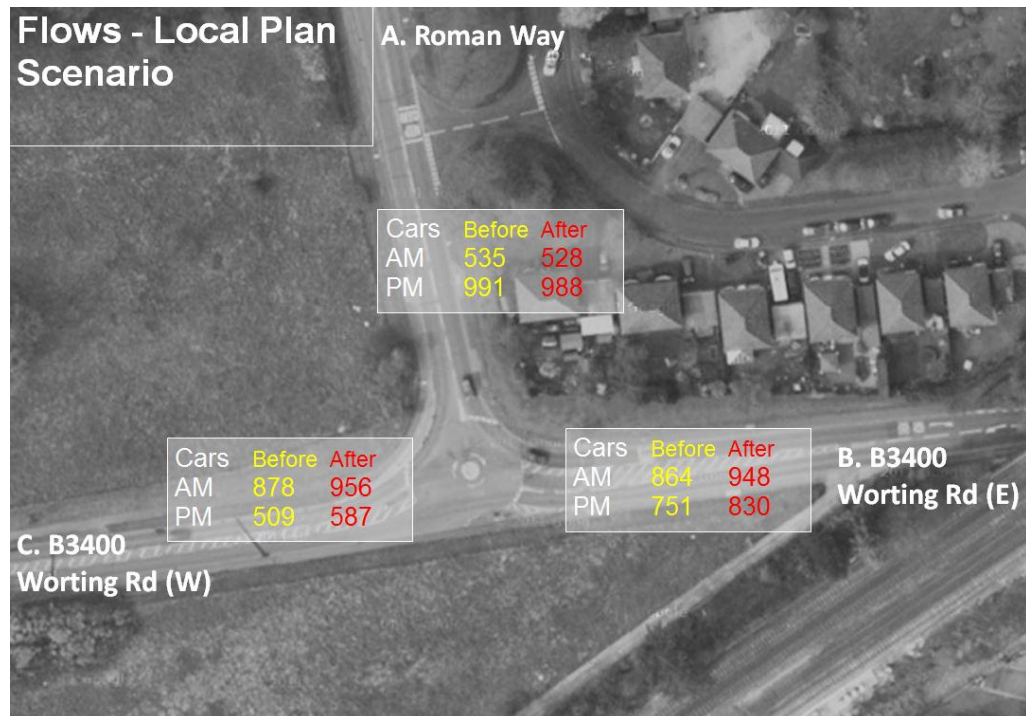 Flows - Local Plan
Scenario
A. Roman Way
Cars Before After
AM 535 528
PM 991 988
Cars Before After
AM 878 956
PM 509 587
Cars Before After
AM 864 948
PM 751 830
B. B3400
Worting Rd (E)
C. B3400
Worting Rd (W)